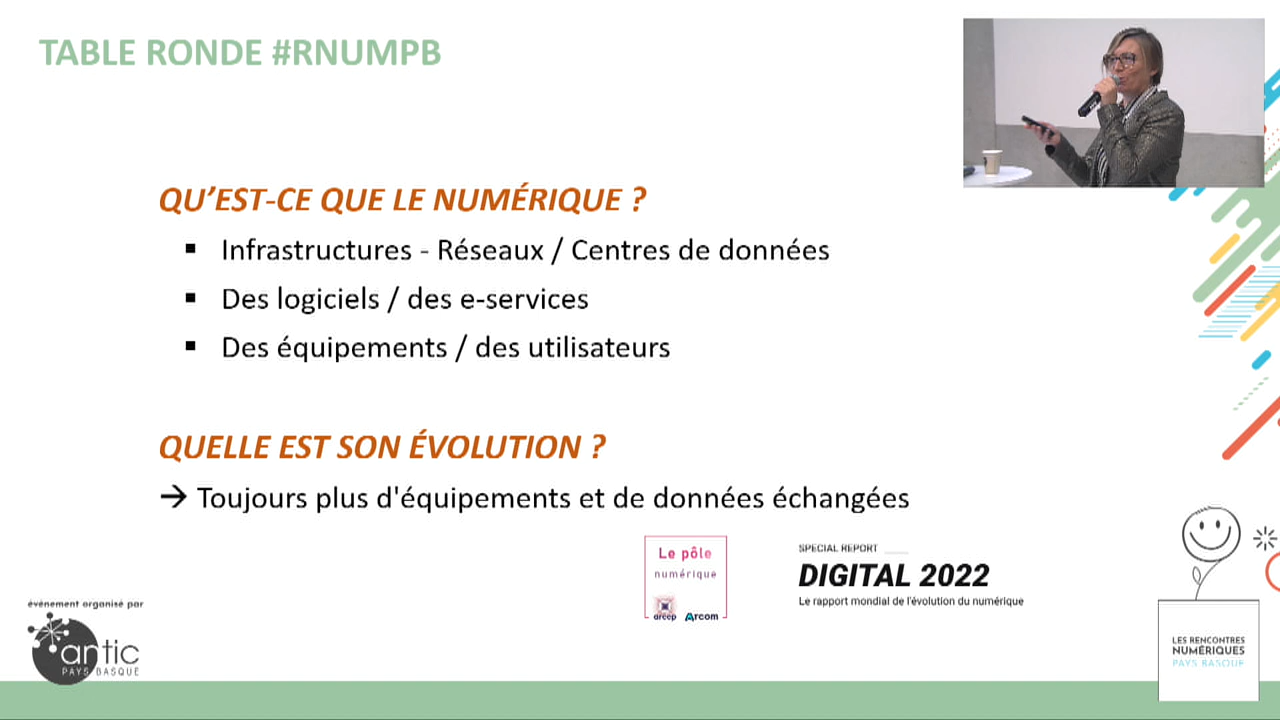 TABLE RONDE #RNUMPB
QU'EST-CE QUE LE NUMÉRIQUE ?
Infrastructures - Réseaux / Centres de données
Des logiciels / des e-services
Des équipements / des utilisateurs
QUELLE EST SON ÉVOLUTION ?
→ Toujours plus d'équipements et de données échangées
Le pôle
numérique
arcep Arcom
SPECIAL REPORT
DIGITAL 2022
Le rapport mondial de l'évolution du numérique
événement organisé par
antic
PAYS BASQUE
LES RENCONTRES
NUMÉRIQUES
PAYS BASQUE